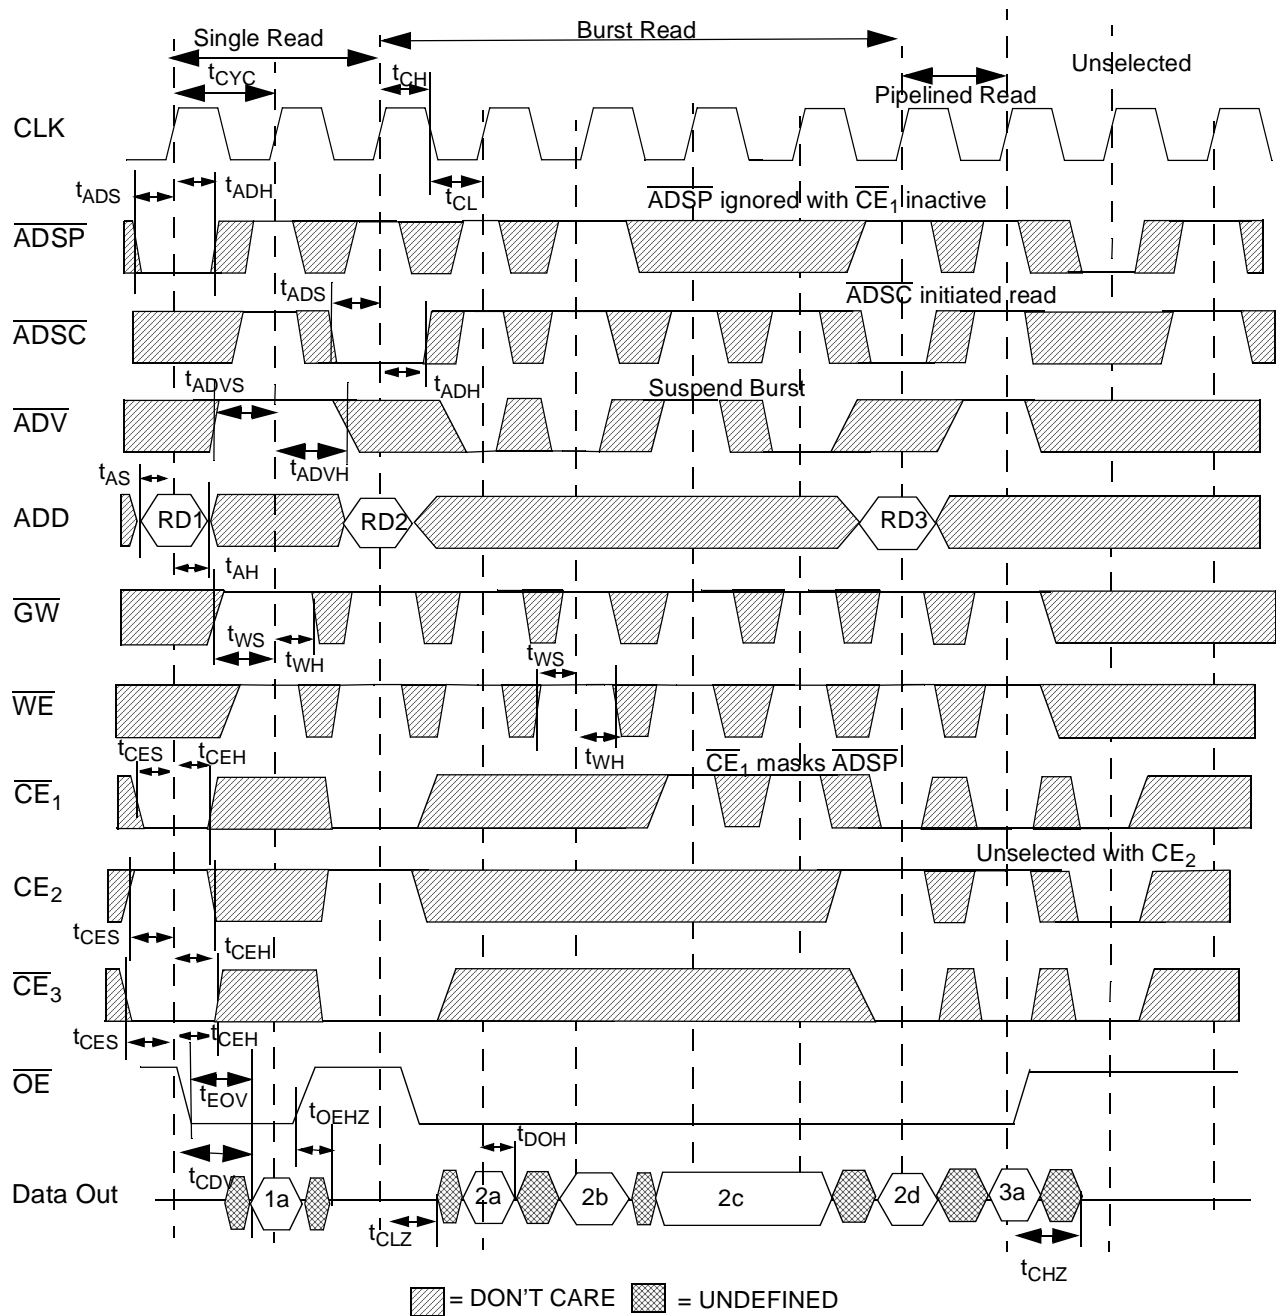 Single Read
Burst Read
Unselected
tCYC
tCH
Pipelined Read
CLK
tADS
tADH
tCL
ADSP ignored with CE1 inactive
ADSP
tADS
ADSC initiated read
ADSC
tADVS
tADH
Suspend Burst
ADV
tADVH
tAS
ADD
RD1
RD2
RD3
tAH
GW
tWS
tWH
tWS
WE
tWH
tCES
tCEH
CE1 masks ADSP
CE1
Unselected with CE2
CE2
tCES
tCEH
CE3
tCES
tCEH
OE
tEOV
tOEHZ
tDOH
tCDV
Data Out
1a
2a
2b
2c
2d
3a
tCLZ
tCHZ
= DON'T CARE
= UNDEFINED